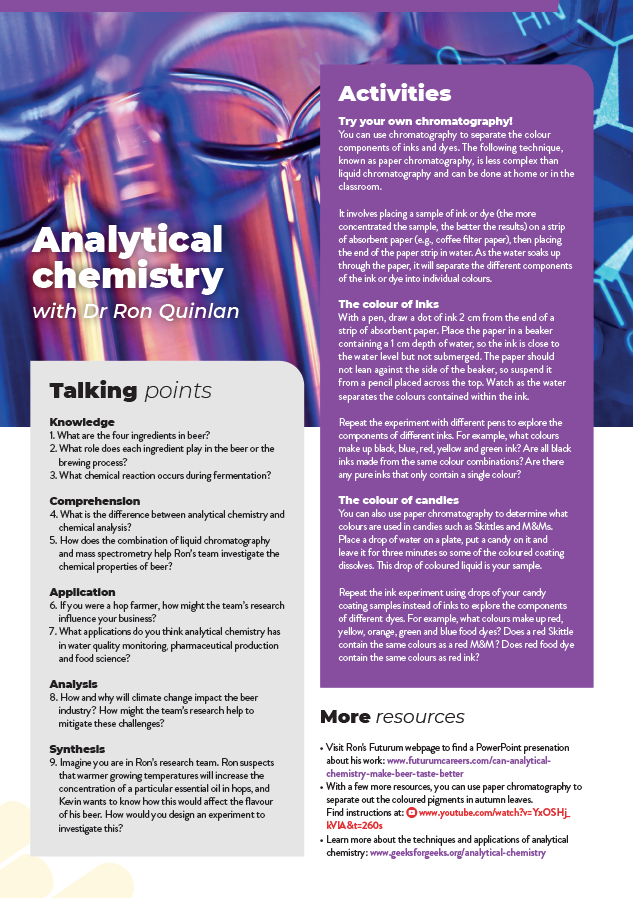 Analytical
chemistry
with Dr Ron Quinlan
Talking points
Knowledge
1. What are the four ingredients in beer?
2. What role does each ingredient play in the beer or the
brewing process?
3. What chemical reaction occurs during fermentation?
Comprehension
4. What is the difference between analytical chemistry and
chemical analysis?
5. How does the combination of liquid chromatography
and mass spectrometry help Ron's team investigate the
chemical properties of beer?
Application
6. If you were a hop farmer, how might the team's research
influence your business?
7. What applications do you think analytical chemistry has
in water quality monitoring, pharmaceutical production
and food science?
Analysis
8. How and why will climate change impact the beer
industry? How might the team's research help to
mitigate these challenges?
Synthesis
9. Imagine you are in Ron's research team. Ron suspects
that warmer growing temperatures will increase the
concentration of a particular essential oil in hops, and
Kevin wants to know how this would affect the flavour
of his beer. How would you design an experiment to
investigate this?
Activities
Try your own chromatography!
You can use chromatography to separate the colour
components of inks and dyes. The following technique,
known as paper chromatography, is less complex than
liquid chromatography and can be done at home or in the
classroom.
It involves placing a sample of ink or dye (the more
concentrated the sample, the better the results) on a strip
of absorbent paper (e.g., coffee filter paper), then placing
the end of the paper strip in water. As the water soaks up
through the paper, it will separate the different components
of the ink or dye into individual colours.
The colour of inks
With a pen, draw a dot of ink 2 cm from the end of a
strip of absorbent paper. Place the paper in a beaker
containing a 1 cm depth of water, so the ink is close to
the water level but not submerged. The paper should
not lean against the side of the beaker, so suspend it
from a pencil placed across the top. Watch as the water
separates the colours contained within the ink.
Repeat the experiment with different pens to explore the
components of different inks. For example, what colours
make up black, blue, red, yellow and green ink? Are all black
inks made from the same colour combinations? Are there
any pure inks that only contain a single colour?
The colour of candies
You can also use paper chromatography to determine what
colours are used in candies such as Skittles and M&Ms.
Place a drop of water on a plate, put a candy on it and
leave it for three minutes so some of the coloured coating
dissolves. This drop of coloured liquid is your sample.
Repeat the ink experiment using drops of your candy
coating samples instead of inks to explore the components
of different dyes. For example, what colours make up red,
yellow, orange, green and blue food dyes? Does a red Skittle
contain the same colours as a red M&M? Does red food dye
contain the same colours as red ink?
More resources
• Visit Ron's Futurum webpage to find a PowerPoint presenation
about his work: www.futurumcareers.com/can-analytical-
chemistry-make-beer-taste-better
• With a few more resources, you can use paper chromatography to
separate out the coloured pigments in autumn leaves.
Find instructions at: www.youtube.com/watch?v=YxOSHj_
kVIA&t=260s
• Learn more about the techniques and applications of analytical
chemistry: www.geeksforgeeks.org/analytical-chemistry
HN
N